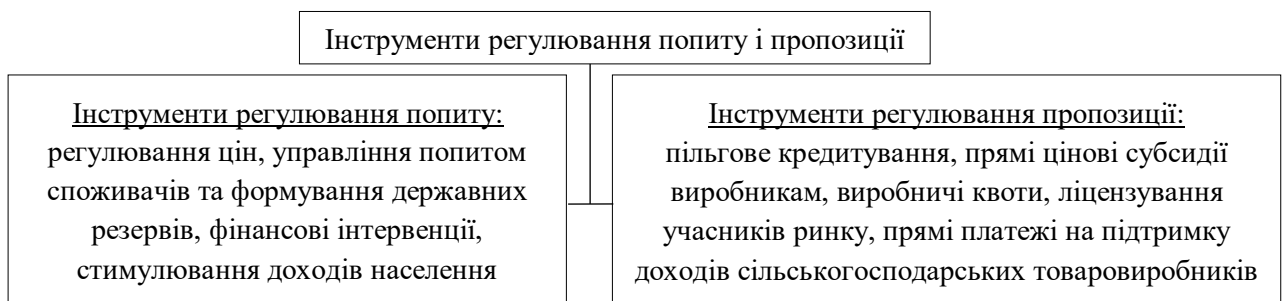 Інструменти регулювання попиту і пропозиції
Інструменти регулювання попиту:
регулювання цін, управління попитом
споживачів та формування державних
резервів, фінансові інтервенції,
стимулювання доходів населення
Інструменти регулювання пропозиції:
пільгове кредитування, прямі цінові субсидії
виробникам, виробничі квоти, ліцензування
учасників ринку, прямі платежі на підтримку
доходів сільськогосподарських товаровиробників